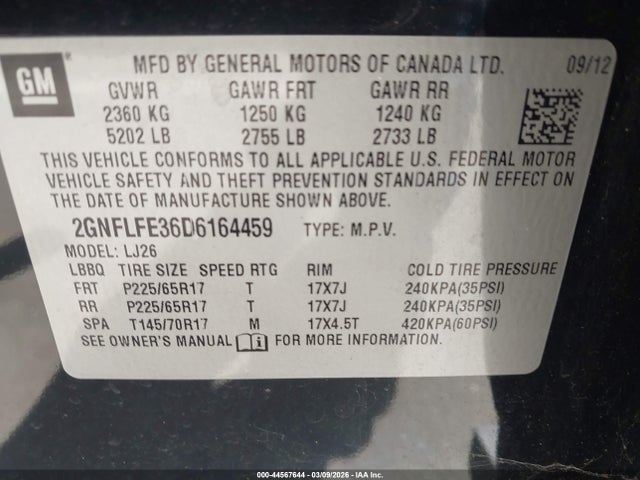 GM
MFD BY GENERAL MOTORS OF CANADA LTD. 09/12
GVWR GAWR FRT GAWR RR
2360 KG 1250 KG 1240 KG
5202 LB 2755 LB 2733 LB
THIS VEHICLE CONFORMS TO ALL APPLICABLE U.S. FEDERAL MOTOR
VEHICLE SAFETY AND THEFT PREVENTION STANDARDS IN EFFECT ON
THE DATE OF MANUFACTURE SHOWN ABOVE.
2GNFLFE36D6164459 TYPE: M.P.V.
MODEL: LJ26
LBBQ TIRE SIZE SPEED RTG RIM COLD TIRE PRESSURE
FRT P225/65R17 T 17X7J 240KPA(35PSI)
RR P225/65R17 T 17X7J 240KPA(35PSI)
SPA T145/70R17 M 17X4.5T 420KPA(60PSI)
SEE OWNER'S MANUAL i FOR MORE INFORMATION.
000-44567644 — 03/09/2026 — IAA Inc.